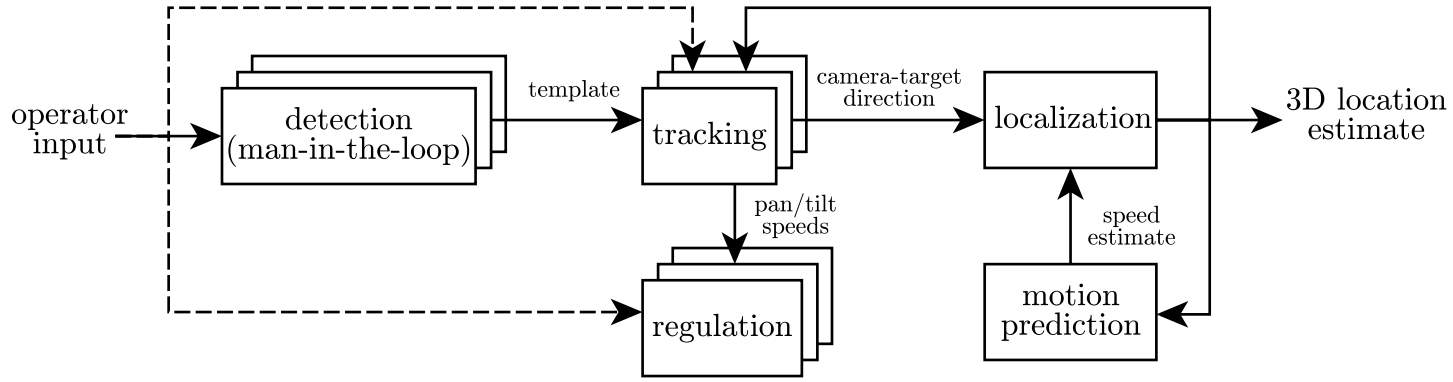 operator
input
detection
(man-in-the-loop)
template
tracking
camera-target
direction
localization
3D location
estimate
pan/tilt
speeds
speed
estimate
regulation
motion
prediction